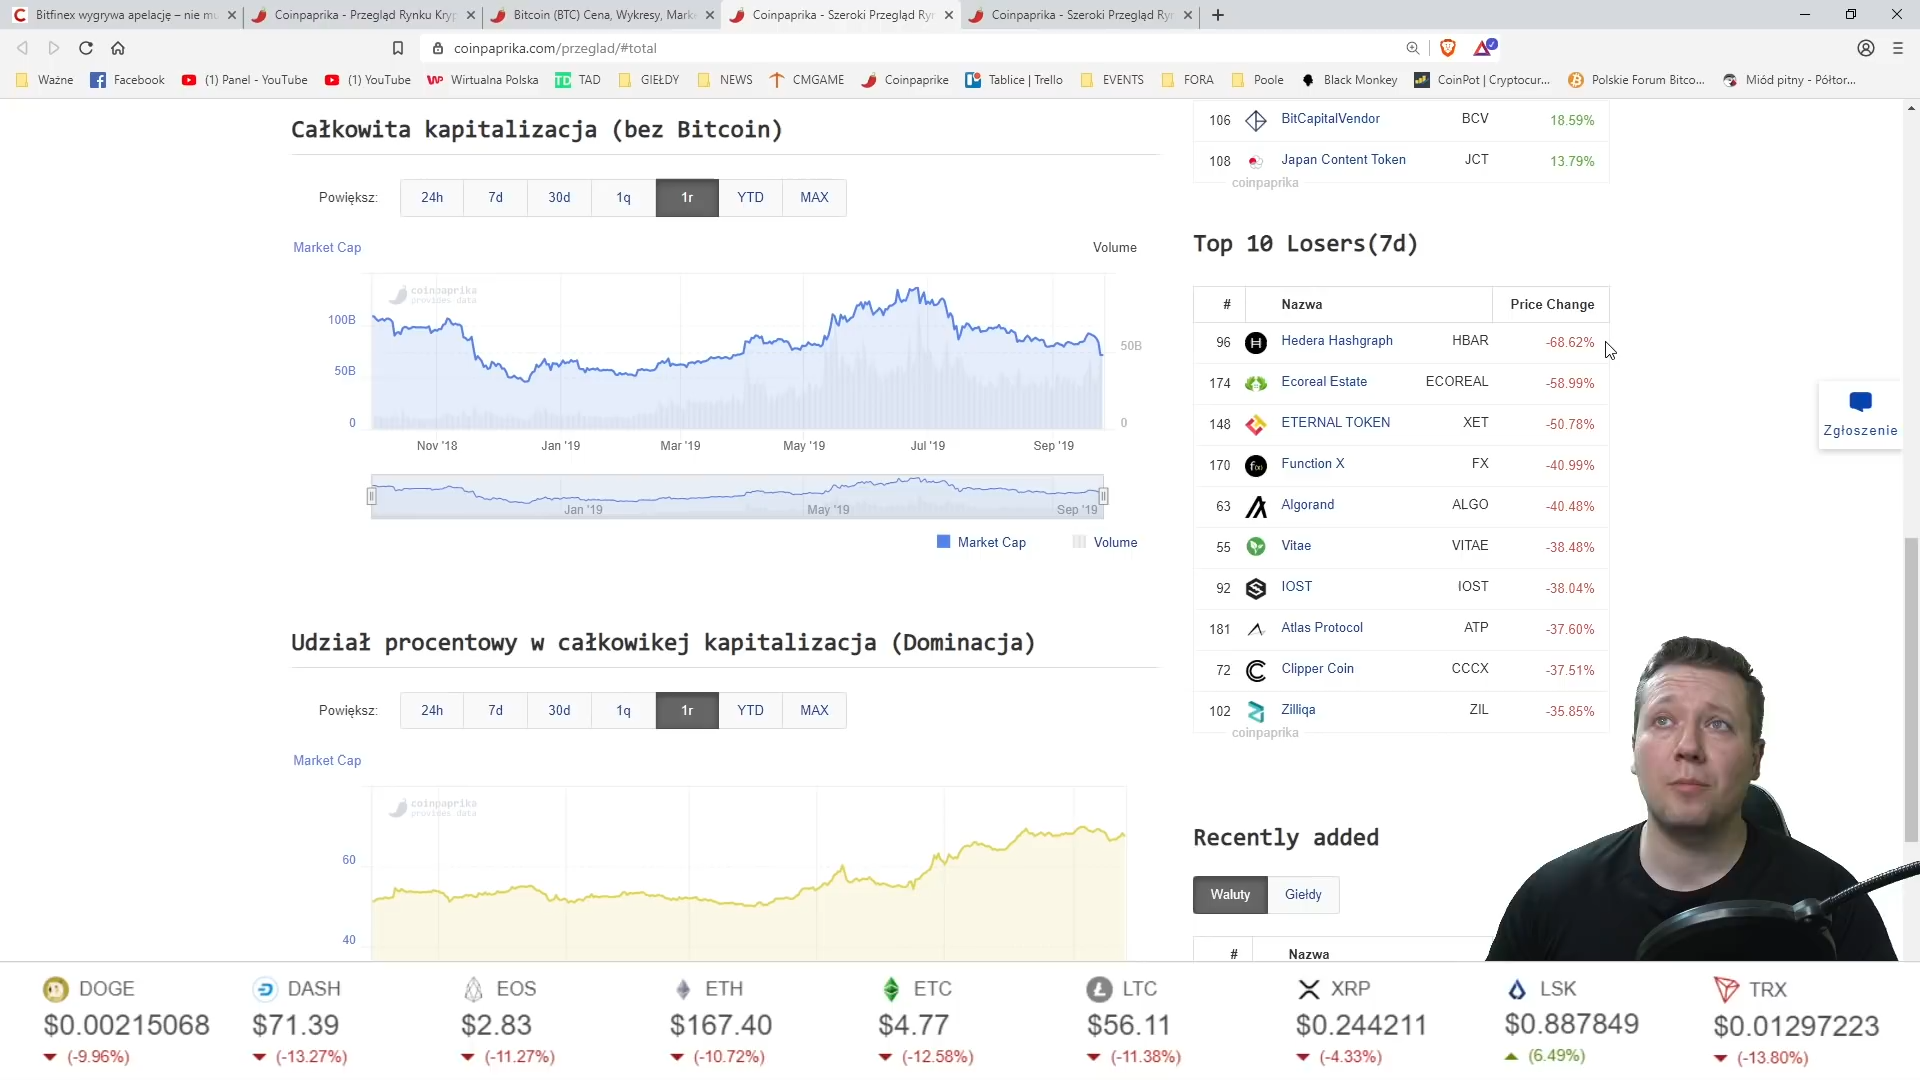 Bitfinex wygrywa apelację – nie mu
Coinpaprika - Przegląd Rynku Kryp
Bitcoin (BTC) Cena, Wykresy, Mark
Coinpaprika - Szeroki Przegląd Ryn
Coinpaprika - Szeroki Przegląd Ryn
coinpaprika.com/przeglad/#total
Ważne
Facebook
(1) Panel - YouTube
(1) YouTube
Wirtualna Polska
TAD
GIEŁDY
NEWS
CMGAME
Coinpaprike
Tablice | Trello
EVENTS
FORA
Poole
Black Monkey
CoinPot | Cryptocur...
Polskie Forum Bitco...
Miód pitny - Półtor...
Całkowita kapitalizacja (bez Bitcoin)
Powiększ: 24h 7d 30d 1q 1r YTD MAX
Market Cap Volume
coinpaprika
provides data
100B
50B
50B
0 0
Nov '18 Jan '19 Mar '19 May '19 Jul '19 Sep '19
Jan '19 May '19 Sep '19
Market Cap Volume
Udział procentowy w całkowikej kapitalizacja (Dominacja)
Powiększ: 24h 7d 30d 1q 1r YTD MAX
Market Cap
coinpaprika
provides data
60
40
106 BitCapitalVendor BCV 18.59%
108 Japan Content Token JCT 13.79%
coinpaprika
Top 10 Losers(7d)
# Nazwa Price Change
96 Hedera Hashgraph HBAR -68.62%
174 Ecoreal Estate ECOREAL -58.99%
148 ETERNAL TOKEN XET -50.78%
170 Function X FX -40.99%
63 Algorand ALGO -40.48%
55 Vitae VITAE -38.48%
92 IOST IOST -38.04%
181 Atlas Protocol ATP -37.60%
72 Clipper Coin CCCX -37.51%
102 Zilliqa ZIL -35.85%
coinpaprika
Recently added
Waluty Giełdy
# Nazwa
Zgłoszenie
DOGE DASH EOS ETH ETC LTC XRP LSK TRX
$0.00215068 $71.39 $2.83 $167.40 $4.77 $56.11 $0.244211 $0.887849 $0.01297223
(-9.96%) (-13.27%) (-11.27%) (-10.72%) (-12.58%) (-11.38%) (-4.33%) (6.49%) (-13.80%)